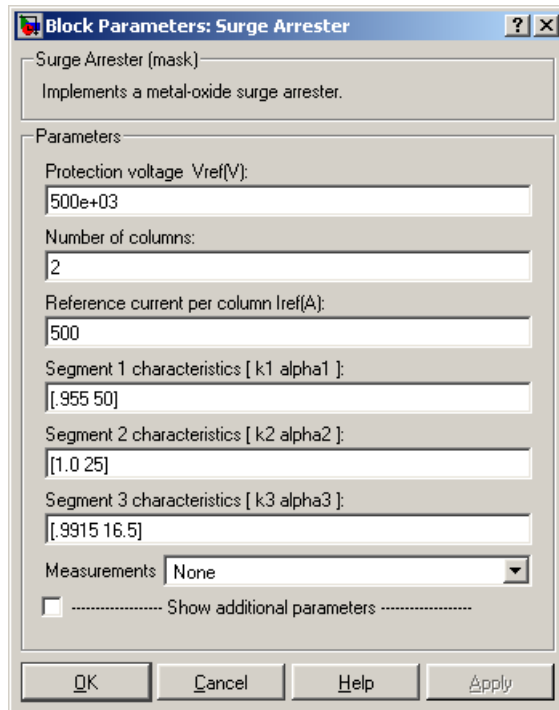 Block Parameters: Surge Arrester
Surge Arrester (mask)
Implements a metal-oxide surge arrester.
Parameters
Protection voltage Vref(V):
500e+03
Number of columns:
2
Reference current per column Iref(A):
500
Segment 1 characteristics [ k1 alpha1 ]:
[.955 50]
Segment 2 characteristics [ k2 alpha2 ]:
[1.0 25]
Segment 3 characteristics [ k3 alpha3 ]:
[.9915 16.5]
Measurements None
------------------ Show additional parameters ------------------
OK Cancel Help Apply